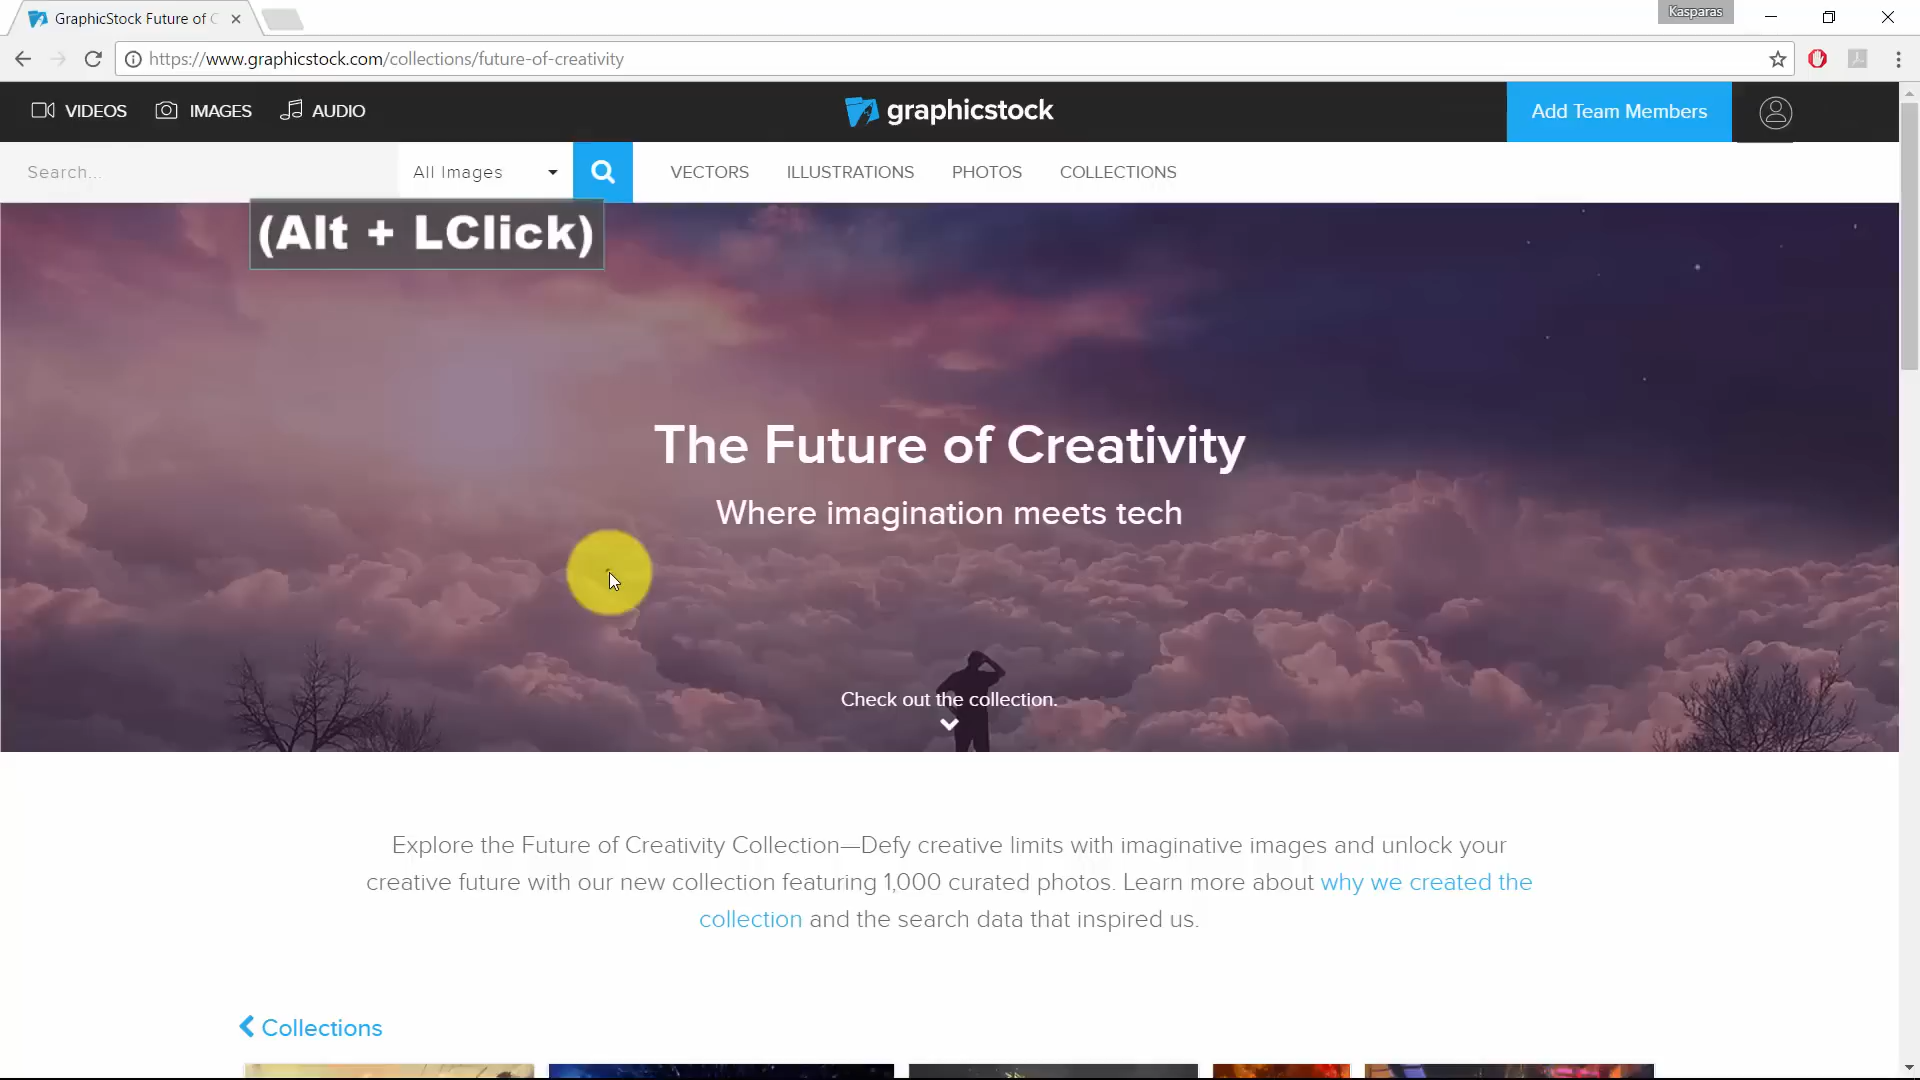 GraphicStock Future of C
Kasparas
https://www.graphicstock.com/collections/future-of-creativity
VIDEOS IMAGES AUDIO
graphicstock
Add Team Members
Search...
All Images
VECTORS ILLUSTRATIONS PHOTOS COLLECTIONS
(Alt + LClick)
The Future of Creativity
Where imagination meets tech
Check out the collection.
Explore the Future of Creativity Collection—Defy creative limits with imaginative images and unlock your
creative future with our new collection featuring 1,000 curated photos. Learn more about why we created the
collection and the search data that inspired us.
Collections